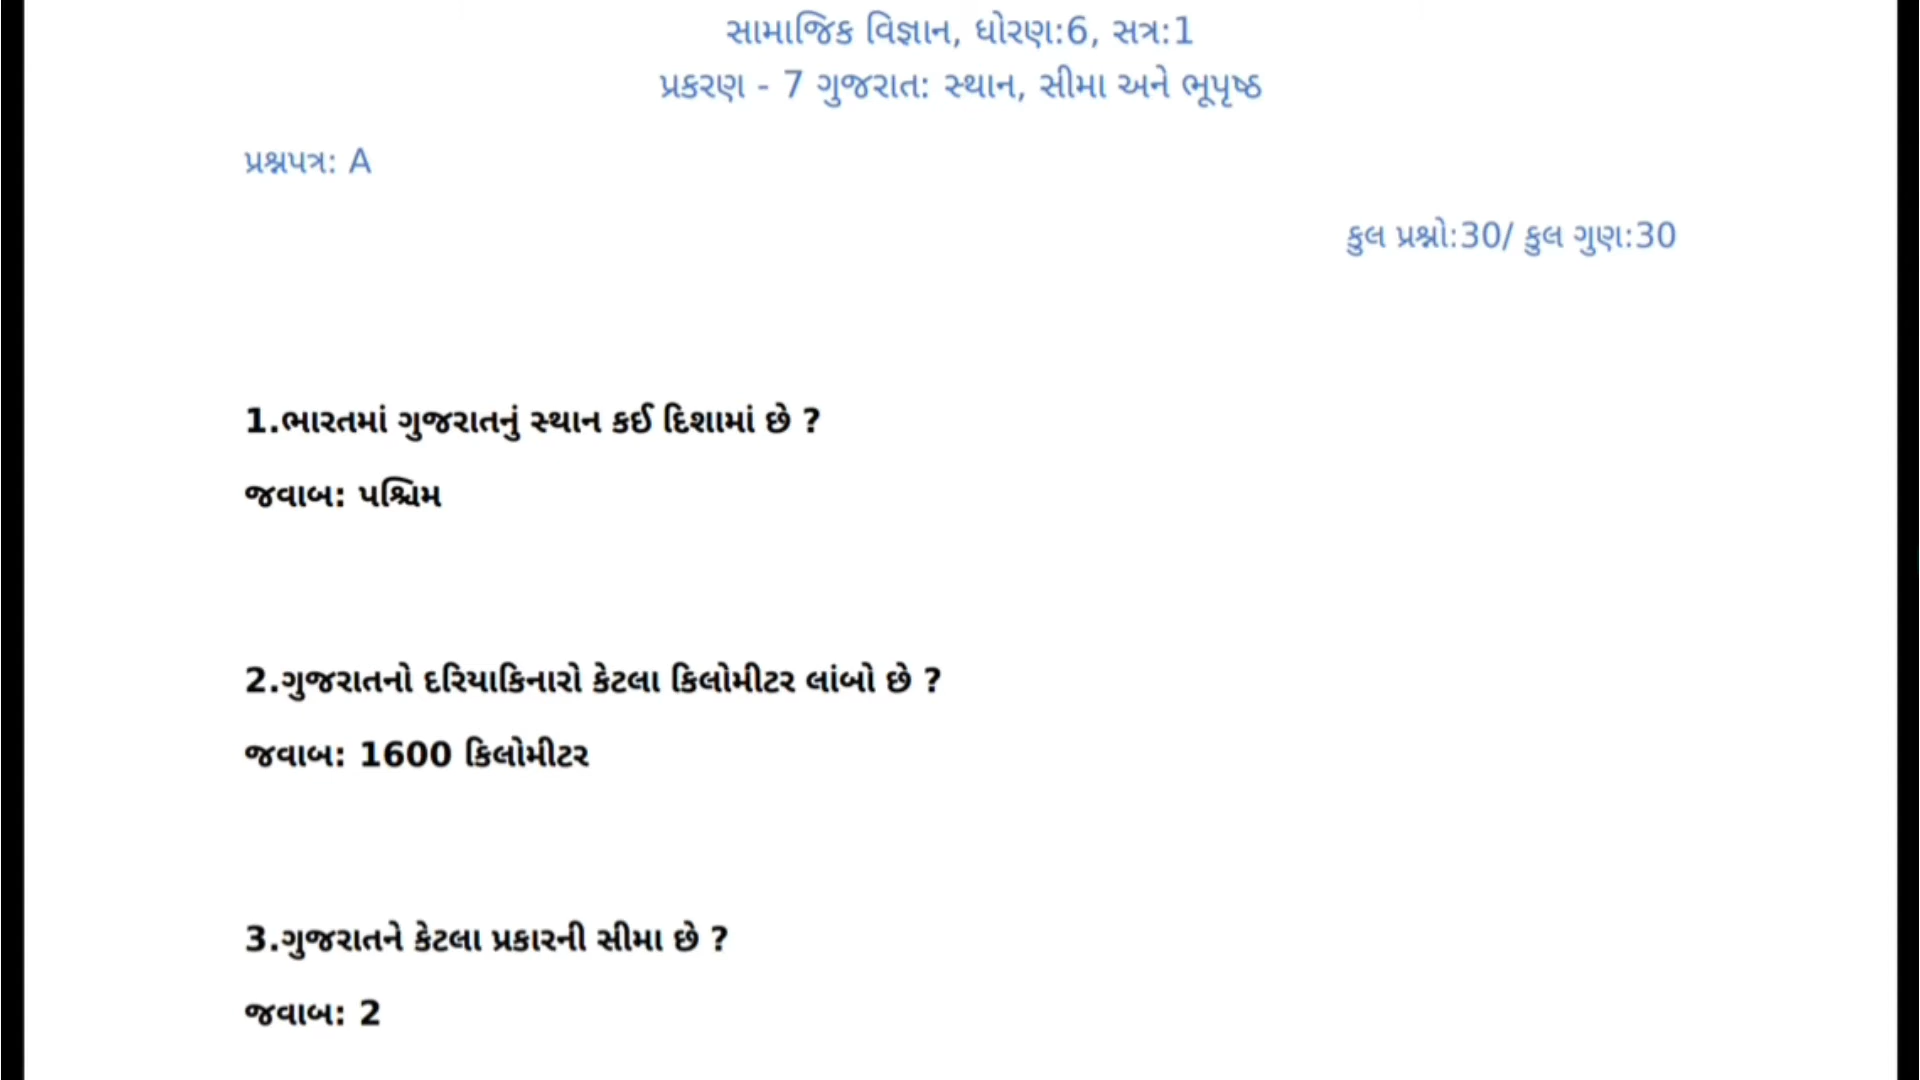 સામાજિક વિજ્ઞાન, ધોરણ:6, સત્ર:1
પ્રકરણ - 7 ગુજરાત: સ્થાન, સીમા અને ભૂપૃષ્ઠ
પ્રશ્નપત્ર: A
કુલ પ્રશ્નો:30/ કુલ ગુણ:30
1.ભારતમાં ગુજરાતનું સ્થાન કઈ દિશામાં છે ?
જવાબ: પશ્ચિમ
2.ગુજરાતનો દરિયાકિનારો કેટલા કિલોમીટર લાંબો છે ?
જવાબ: 1600 કિલોમીટર
3.ગુજરાતને કેટલા પ્રકારની સીમા છે ?
જવાબ: 2